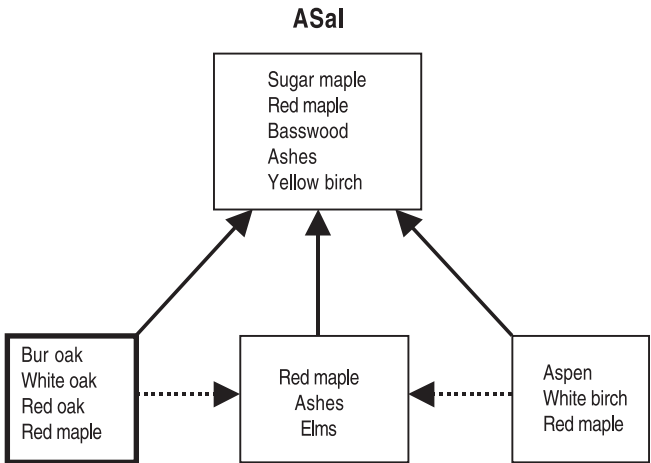 ASal
Sugar maple
Red maple
Basswood
Ashes
Yellow birch
Bur oak
White oak
Red oak
Red maple
Red maple
Ashes
Elms
Aspen
White birch
Red maple